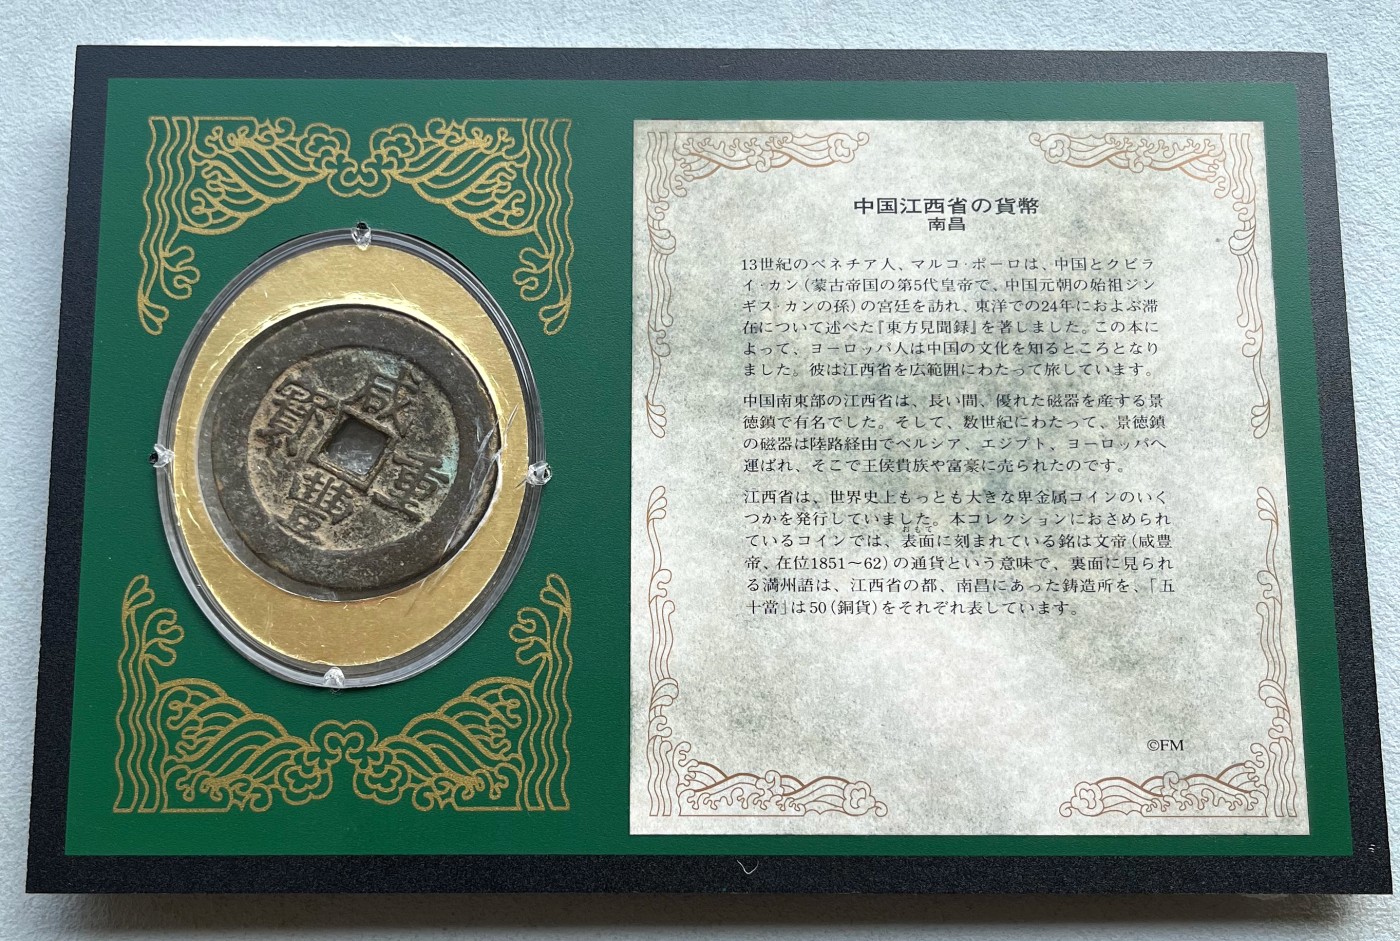 咸
豐
重
寳
中国江西省の貨幣
南昌
13世紀のベネチア人、マルコ·ポーロは、中国とクビラ
イ·カン(蒙古帝国の第5代皇帝で、中国元朝の始祖ジン
ギス·カンの孫)の宮廷を訪れ、東洋での24年におよぶ滞
在について述べた『東方見聞録』を著しました。この本に
よって、ヨーロッパ人は中国の文化を知るところとなり
ました。彼は江西省を広範囲にわたって旅しています。
中国南東部の江西省は、長い間、優れた磁器を産する景
徳鎮で有名でした。そして、数世紀にわたって、景徳鎮
の磁器は陸路経由でペルシア、エジプト、ヨーロッパへ
運ばれ、そこで王侯貴族や富豪に売られたのです。
江西省は、世界史上もっとも大きな卑金属コインのいく
つかを発行していました。本コレクションにおさめられ
おもて
ているコインでは、表面に刻まれている銘は文帝(咸豊
帝、在位1851〜62)の通貨という意味で、裏面に見られ
る満州語は、江西省の都、南昌にあった鋳造所を、「五
十當」は50(銅貨)をそれぞれ表しています。
©FM